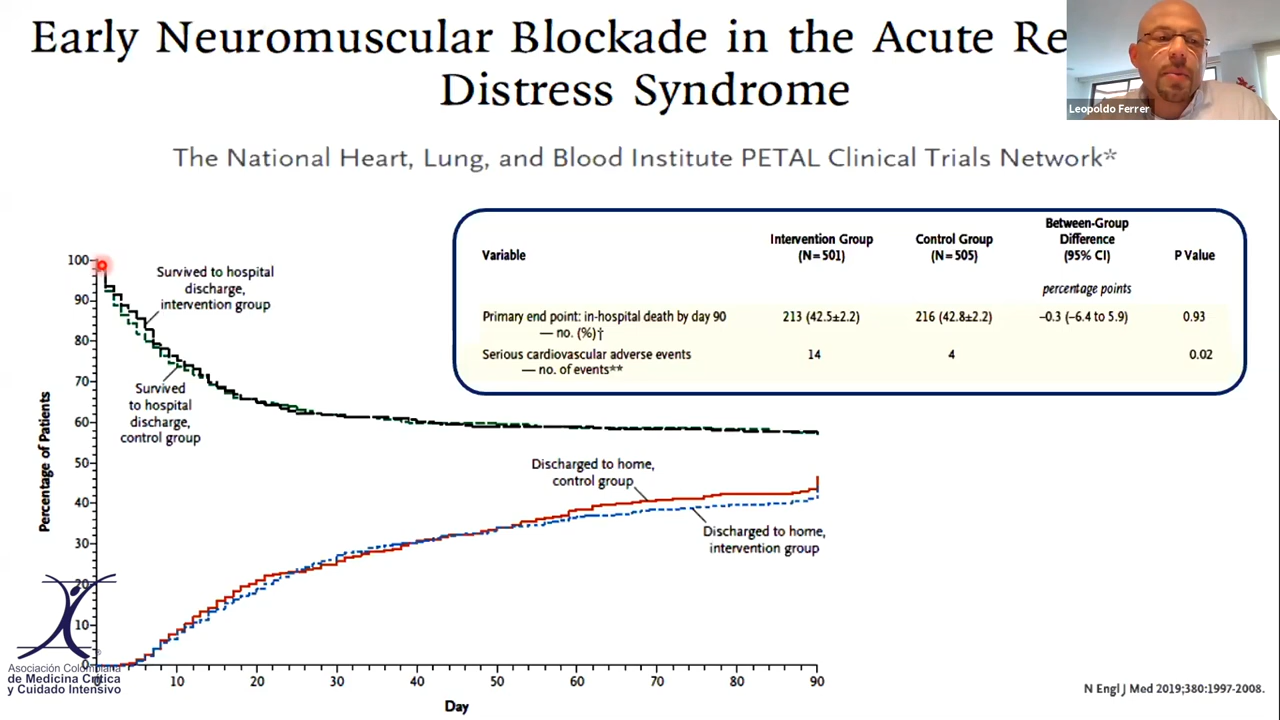 Early Neuromuscular Blockade in the Acute Re
Distress Syndrome
Leopoldo Ferrer
The National Heart, Lung, and Blood Institute PETAL Clinical Trials Network*
Variable
Intervention Group
(N=501)
Control Group
(N=505)
Between-Group
Difference
(95% CI)
P Value
percentage points
Primary end point: in-hospital death by day 90
— no. (%)†
213 (42.5±2.2)
216 (42.8±2.2)
−0.3 (−6.4 to 5.9)
0.93
Serious cardiovascular adverse events
— no. of events**
14
4
0.02
Percentage of Patients
100
90
80
70
60
50
40
30
20
10
0
Survived to hospital
discharge,
intervention group
Survived
to hospital
discharge,
control group
Discharged to home,
control group
Discharged to home,
intervention group
0 10 20 30 40 50 60 70 80 90
Day
Asociación Colombiana
de Medicina Crítica
y Cuidado Intensivo
®
N Engl J Med 2019;380:1997-2008.